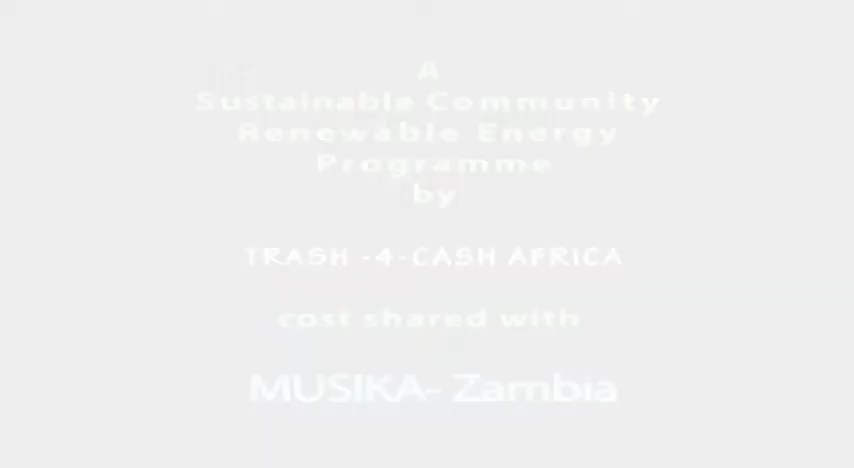 A
Sustainable Community
Renewable Energy
Programme
by
TRASH -4-CASH AFRICA
cost shared with
MUSIKA- Zambia